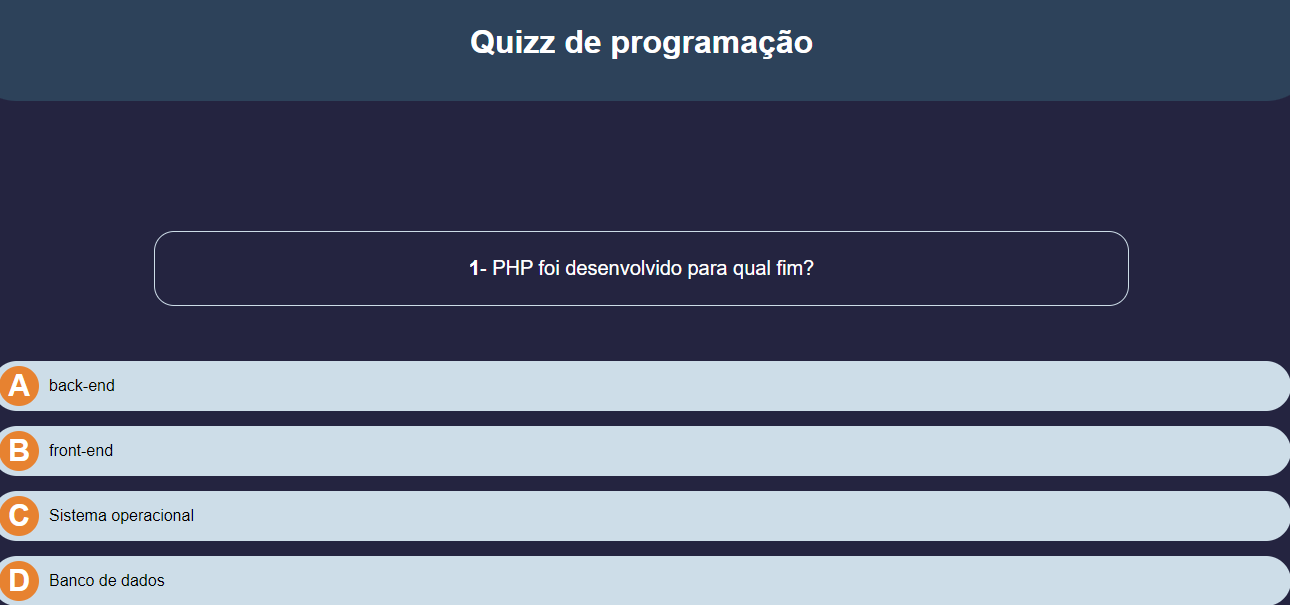 Quizz de programação
1- PHP foi desenvolvido para qual fim?
A back-end
B front-end
C Sistema operacional
D Banco de dados